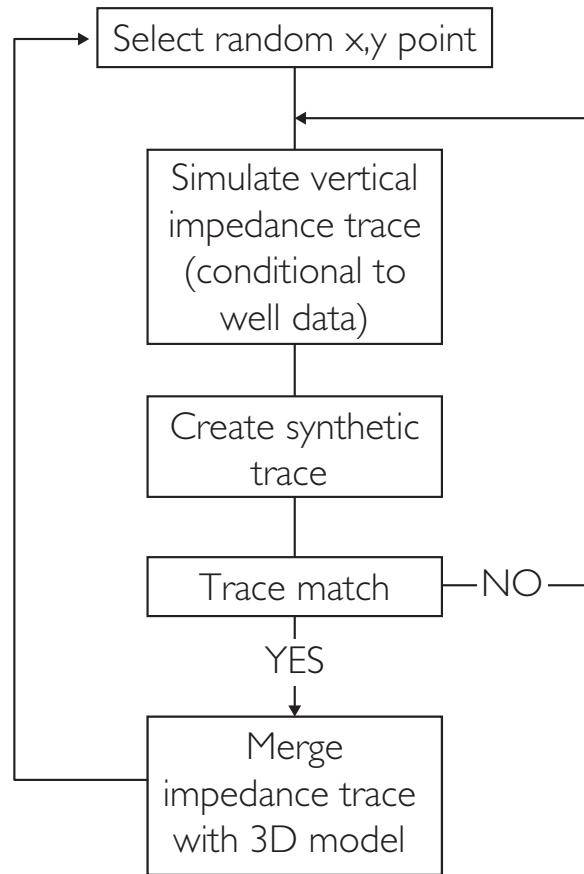 Select random x,y point
Simulate vertical
impedance trace
(conditional to
well data)
Create synthetic
trace
Trace match
NO
YES
Merge
impedance trace
with 3D model